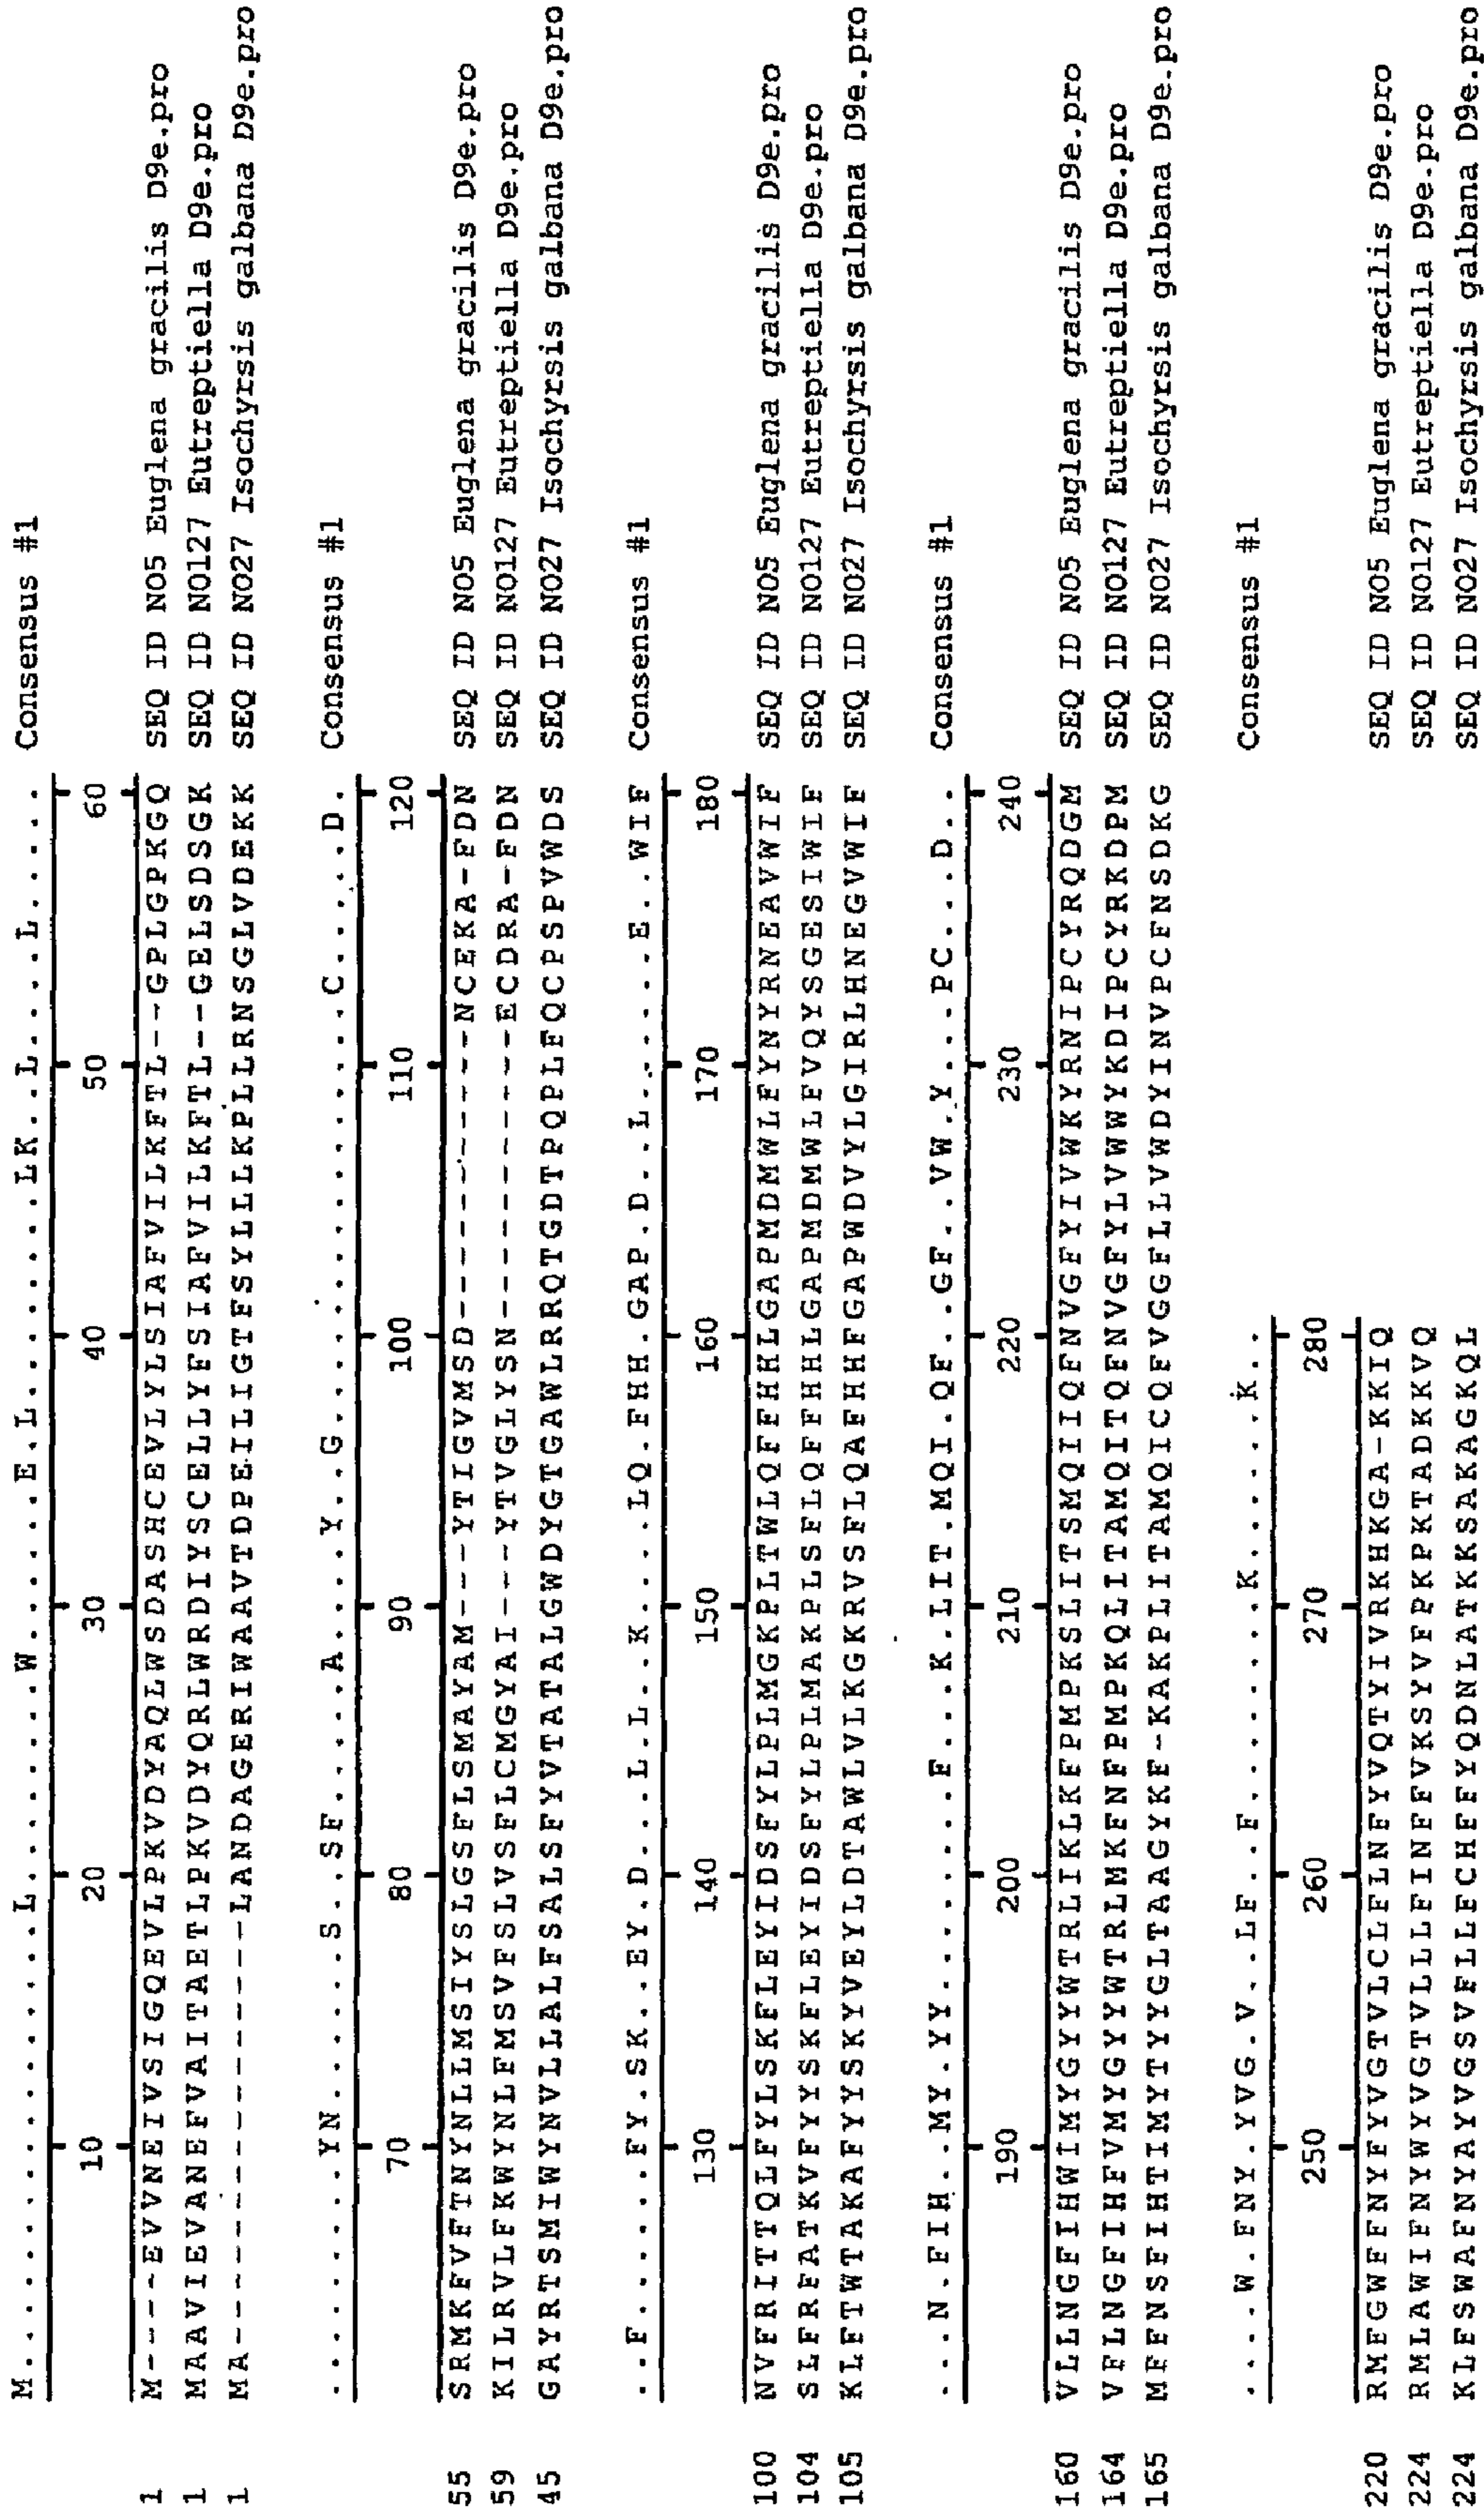 M.................L........W......E.L........LK..L....L..... Consensus #1
10 20 30 40 50 60
1 M----EVVNEIVSIGQEVLPKVDYAQLWSDASHCEVLYLSIAFVILKFTL--GPLGPKGQ SEQ ID NO5 Euglena gracilis D9e.pro
1 MAAVIEVANEFVAITAETLPKVDYQRLWRDIYSCELLYFSIAFVILKFTL--GELSDSGK SEQ ID NO127 Eutreptiella D9e.pro
1 MA----------------LANDAGERIWAAVTDPEILIGTFSYLLLKPLLRNSGLVDEKK SEQ ID NO27 Isochyrsis galbana D9e.pro
.........YN......S..SF.....A....Y..G................C.....D. Consensus #1
70 80 90 100 110 120
55 SRMKFVFTNYNLLMSIYSLGSFLSMAYAM---YTIGVMSD-----------NCEKA-FDN SEQ ID NO5 Euglena gracilis D9e.pro
59 KILRVLFKWYNLFMSVFSLVSFLCMGYAI---YTVGLYSN-----------ECDRA-FDN SEQ ID NO127 Eutreptiella D9e.pro
45 GAYRTSMIWYNVLLALFSALSFYVTATALGWDYGTGAWLRRQTGDTPQPLFQCPSPVWDS SEQ ID NO27 Isochyrsis galbana D9e.pro
..F......FY.SK..EY.D...L.L..K....LQ.FHH.GAP.D..L......E..WIF Consensus #1
130 140 150 160 170 180
100 NVFRITTQLFYLSKFLEYIDSFYLPLMGKPLTWLQFFHHLGAPMDMWLFYNYRNEAVWIF SEQ ID NO5 Euglena gracilis D9e.pro
104 SLFRFATKVFYYSKFLEYIDSFYLPLMAKPLSFLQFFHHLGAPMDMWLFVQYSGESIWIF SEQ ID NO127 Eutreptiella D9e.pro
105 KLFTWTAKAFYYSKYVEYLDTAWLVLKGKRVSFLQAFHHFGAPWDVYLGIRLHNEGVWIF SEQ ID NO27 Isochyrsis galbana D9e.pro
...N.FIH..MY.YY........F...K.LIT.MQI.QF..GF..VW.Y...PC....D.. Consensus #1
190 200 210 220 230 240
160 VLLNGFIHWIMYGYYWTRLIKLKFPMPKSLITSMQIIQFNVGFYIVWKYRNIPCYRQDGM SEQ ID NO5 Euglena gracilis D9e.pro
164 VFLNGFIHFVMYGYYWTRLMKFNFPMPKQLITAMQITQFNVGFYLVWWYKDIPCYRKDPM SEQ ID NO127 Eutreptiella D9e.pro
165 MFFNSFIHTIMYTYYGLTAAGYKF-KAKPLITAMQICQFVGGFLLVWDYINVPCFNSDKG SEQ ID NO27 Isochyrsis galbana D9e.pro
....W.FNY.YVG.V..LF..F........K......K.. Consensus #1
250 260 270 280
220 RMFGWFFNYFYVGTVLCLFLNFYVQTYIVRKHKGA-KKIQ SEQ ID NO5 Euglena gracilis D9e.pro
224 RMLAWIFNYWYVGTVLLLFINFFVKSYVFPKPKTADKKVQ SEQ ID NO127 Eutreptiella D9e.pro
224 KLFSWAFNYAYVGSVFLLFCHFFYQDNLATKKSAKAGKQL SEQ ID NO27 Isochyrsis galbana D9e.pro